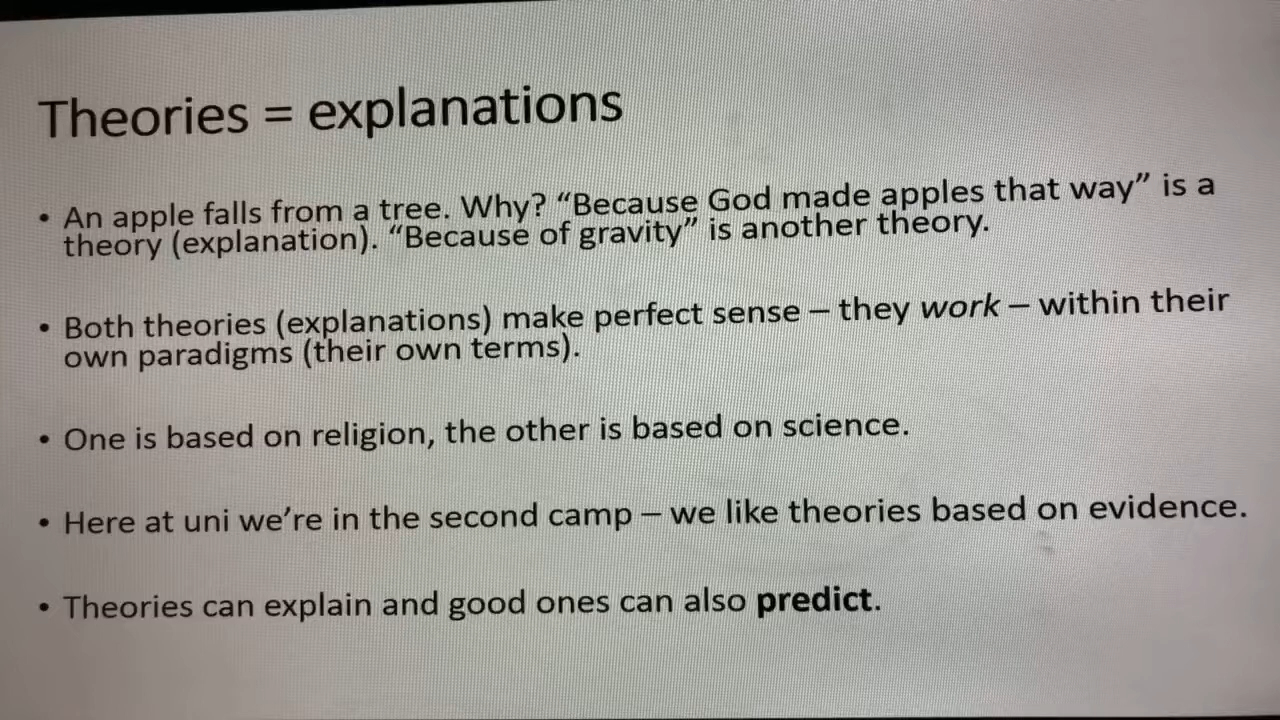 Theories = explanations
• An apple falls from a tree. Why? “Because God made apples that way” is a
theory (explanation). “Because of gravity” is another theory.
• Both theories (explanations) make perfect sense – they work – within their
own paradigms (their own terms).
• One is based on religion, the other is based on science.
• Here at uni we’re in the second camp – we like theories based on evidence.
• Theories can explain and good ones can also predict.